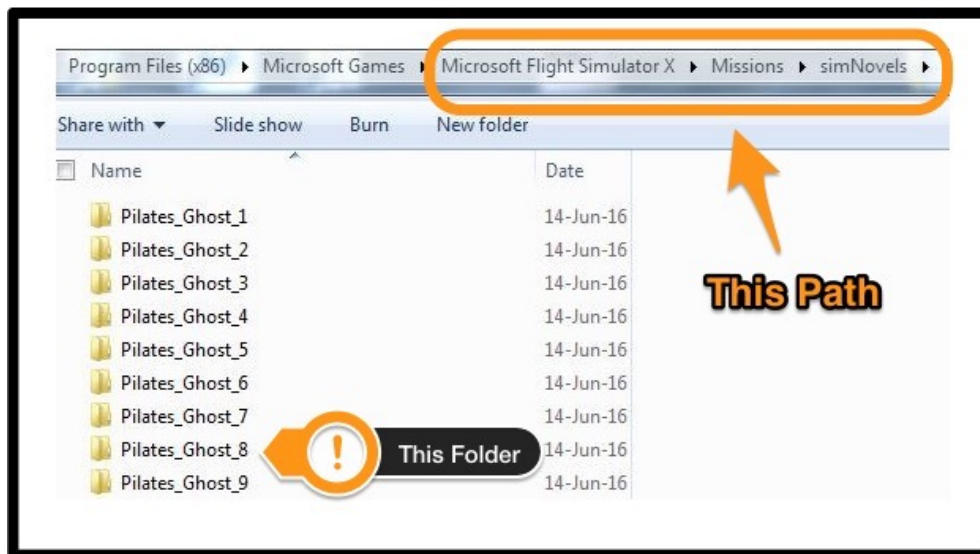 Program Files (x86) ▸ Microsoft Games ▸ Microsoft Flight Simulator X ▸ Missions ▸ simNovels ▸
Share with ▾ Slide show Burn New folder
Name Date
Pilates_Ghost_1 14-Jun-16
Pilates_Ghost_2 14-Jun-16
Pilates_Ghost_3 14-Jun-16
This Path
Pilates_Ghost_4 14-Jun-16
Pilates_Ghost_5 14-Jun-16
Pilates_Ghost_6 14-Jun-16
Pilates_Ghost_7 14-Jun-16
Pilates_Ghost_8 ! This Folder 14-Jun-16
Pilates_Ghost_9 14-Jun-16